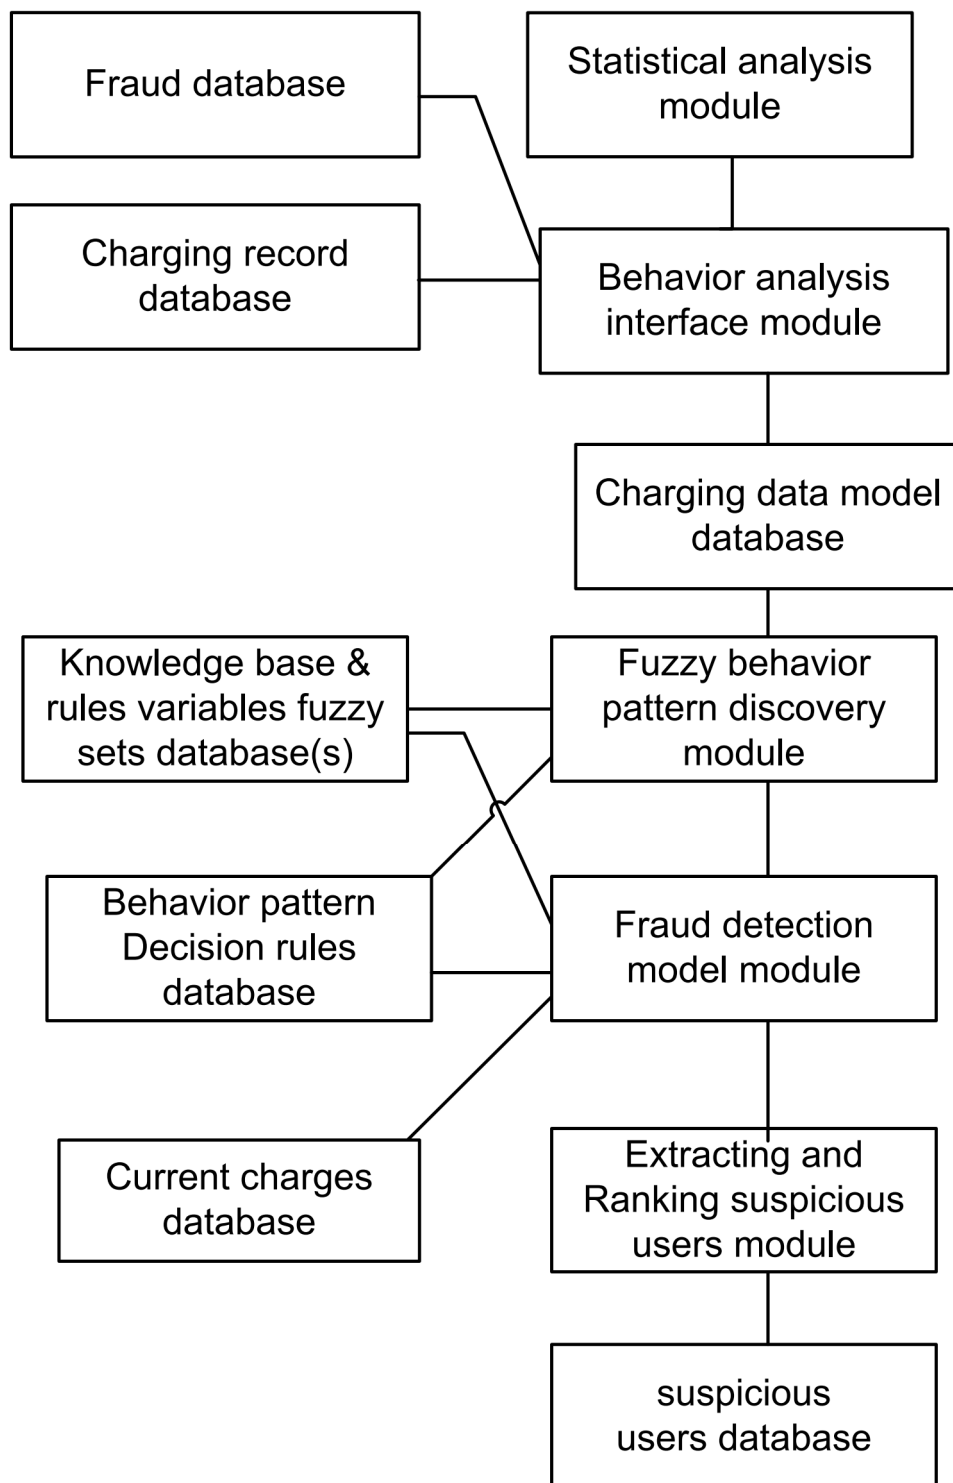 Fraud database
Statistical analysis
module
Charging record
database
Behavior analysis
interface module
Charging data model
database
Knowledge base &
rules variables fuzzy
sets database(s)
Fuzzy behavior
pattern discovery
module
Behavior pattern
Decision rules
database
Fraud detection
model module
Current charges
database
Extracting and
Ranking suspicious
users module
suspicious
users database